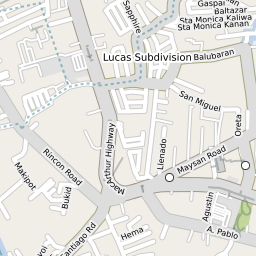 Gaspar
Baltazar
Sta Monica Kaliwa
Sta Monica Kanan
Sapphire
Lucas Subdivision
Balubaran
San Miguel
Oreta
MacArthur Highway
Llenado
Maysan Road
Rincon Road
Makipot
Bukid
Agustin
A. Pablo
Hema
Santiago Rd